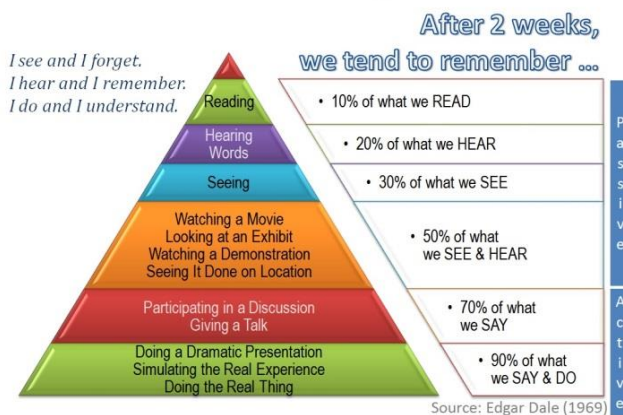 After 2 weeks,
we tend to remember ...
I see and I forget.
I hear and I remember.
I do and I understand.
Reading
• 10% of what we READ
Hearing
Words
• 20% of what we HEAR
Seeing
• 30% of what we SEE
Watching a Movie
Looking at an Exhibit
Watching a Demonstration
Seeing It Done on Location
• 50% of what
we SEE & HEAR
Participating in a Discussion
Giving a Talk
• 70% of what
we SAY
Doing a Dramatic Presentation
Simulating the Real Experience
Doing the Real Thing
• 90% of what
we SAY & DO
Passive
Active
Source: Edgar Dale (1969)